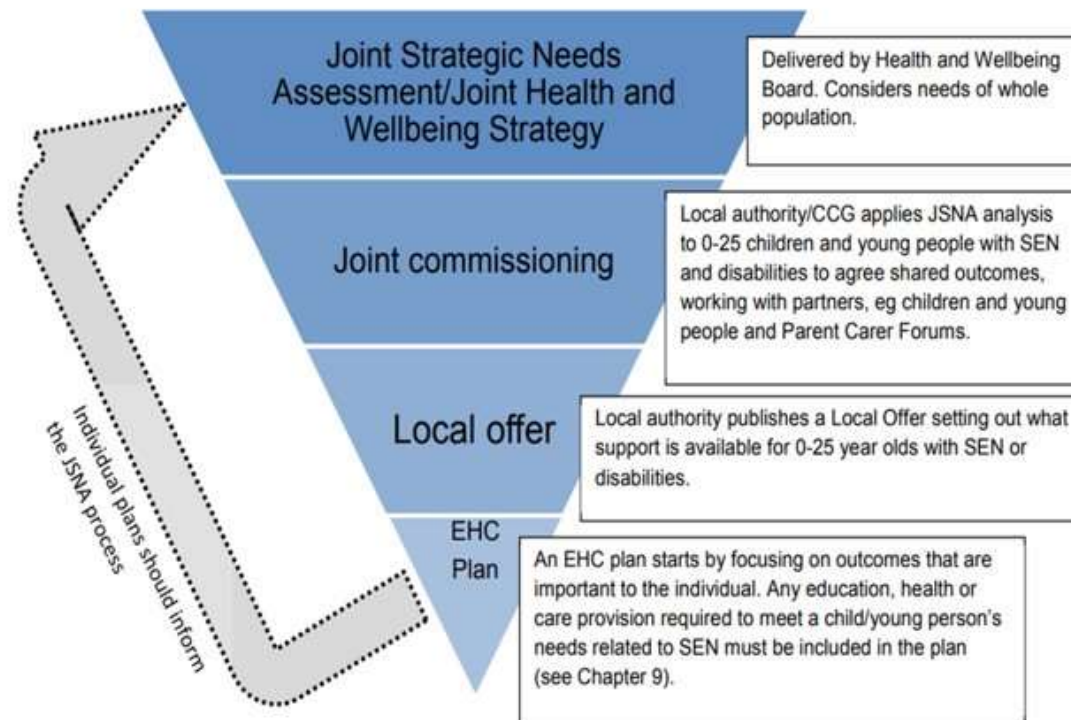 Joint Strategic Needs
Assessment/Joint Health and
Wellbeing Strategy
Delivered by Health and Wellbeing
Board. Considers needs of whole
population.
Joint commissioning
Local authority/CCG applies JSNA analysis
to 0-25 children and young people with SEN
and disabilities to agree shared outcomes,
working with partners, eg children and young
people and Parent Carer Forums.
Local offer
Local authority publishes a Local Offer setting out what
support is available for 0-25 year olds with SEN or
disabilities.
EHC
Plan
An EHC plan starts by focusing on outcomes that are
important to the individual. Any education, health or
care provision required to meet a child/young person's
needs related to SEN must be included in the plan
(see Chapter 9).
Individual plans should inform
the JSNA process